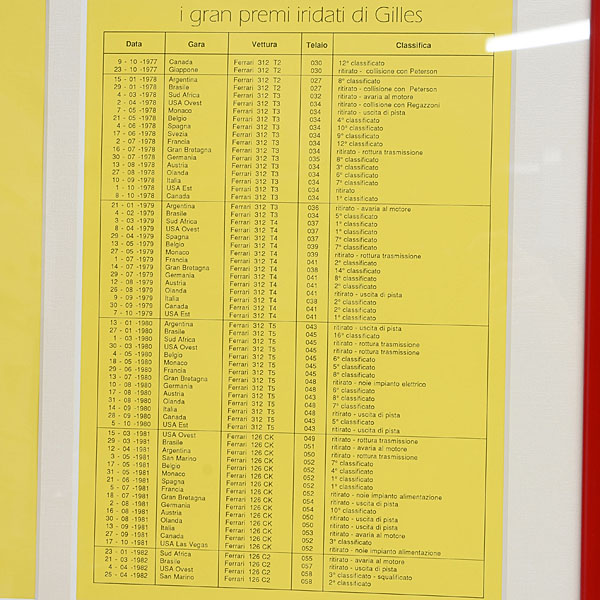 i gran premi iridati di Gilles
Data Gara Vettura Telaio Classifica
9 - 10 -1977 Canada Ferrari 312 T2 030 12° classificato
23 - 10 -1977 Giappone Ferrari 312 T2 030 ritirato - collisione con Peterson
15 - 01 -1978 Argentina Ferrari 312 T2 027 8° classificato
29 - 01 -1978 Brasile Ferrari 312 T2 027 ritirato - collisione con Peterson
4 - 03 -1978 Sud Africa Ferrari 312 T3 032 ritirato - avaria al motore
2 - 04 -1978 USA Ovest Ferrari 312 T3 034 ritirato - collisione con Regazzoni
7 - 05 -1978 Monaco Ferrari 312 T3 034 ritirato - uscita di pista
21 - 05 -1978 Belgio Ferrari 312 T3 034 4° classificato
4 - 06 -1978 Spagna Ferrari 312 T3 034 10° classificato
17 - 06 -1978 Svezia Ferrari 312 T3 034 9° classificato
2 - 07 -1978 Francia Ferrari 312 T3 034 12° classificato
16 - 07 -1978 Gran Bretagna Ferrari 312 T3 034 ritirato - rottura trasmissione
30 - 07 -1978 Germania Ferrari 312 T3 035 8° classificato
13 - 08 -1978 Austria Ferrari 312 T3 034 3° classificato
27 - 08 -1978 Olanda Ferrari 312 T3 034 6° classificato
10 - 09 -1978 Italia Ferrari 312 T3 034 7° classificato
1 - 10 -1978 USA Est Ferrari 312 T3 034 ritirato
8 - 10 -1978 Canada Ferrari 312 T3 034 1° classificato
21 - 01 -1979 Argentina Ferrari 312 T3 036 ritirato - avaria al motore
4 - 02 -1979 Brasile Ferrari 312 T3 034 5° classificato
3 - 03 -1979 Sud Africa Ferrari 312 T4 037 1° classificato
8 - 04 -1979 USA Ovest Ferrari 312 T4 037 1° classificato
29 - 04 -1979 Spagna Ferrari 312 T4 037 7° classificato
13 - 05 -1979 Belgio Ferrari 312 T4 039 7° classificato
27 - 05 -1979 Monaco Ferrari 312 T4 039 ritirato - rottura trasmissione
1 - 07 -1979 Francia Ferrari 312 T4 041 2° classificato
14 - 07 -1979 Gran Bretagna Ferrari 312 T4 038 14° classificato
29 - 07 -1979 Germania Ferrari 312 T4 041 8° classificato
12 - 08 -1979 Austria Ferrari 312 T4 041 2° classificato
26 - 08 -1979 Olanda Ferrari 312 T4 041 ritirato - uscita di pista
9 - 09 -1979 Italia Ferrari 312 T4 038 2° classificato
30 - 09 -1979 Canada Ferrari 312 T4 041 2° classificato
7 - 10 -1979 USA Est Ferrari 312 T4 041 1° classificato
13 - 01 -1980 Argentina Ferrari 312 T5 043 ritirato - uscita di pista
27 - 01 -1980 Brasile Ferrari 312 T5 045 16° classificato
1 - 03 -1980 Sud Africa Ferrari 312 T5 045 ritirato - rottura trasmissione
30 - 03 -1980 USA Ovest Ferrari 312 T5 045 ritirato - rottura trasmissione
4 - 05 -1980 Belgio Ferrari 312 T5 045 6° classificato
18 - 05 -1980 Monaco Ferrari 312 T5 045 5° classificato
29 - 06 -1980 Francia Ferrari 312 T5 045 8° classificato
13 - 07 -1980 Gran Bretagna Ferrari 312 T5 048 ritirato - noie impianto elettrico
10 - 08 -1980 Germania Ferrari 312 T5 048 6° classificato
17 - 08 -1980 Austria Ferrari 312 T5 043 8° classificato
31 - 08 -1980 Olanda Ferrari 312 T5 048 7° classificato
14 - 09 -1980 Italia Ferrari 312 T5 048 ritirato - uscita di pista
28 - 09 -1980 Canada Ferrari 312 T5 043 5° classificato
5 - 10 -1980 USA Est Ferrari 312 T5 043 ritirato - uscita di pista
15 - 03 -1981 USA Ovest Ferrari 126 CK 049 ritirato - rottura trasmissione
29 - 03 -1981 Brasile Ferrari 126 CK 051 ritirato - avaria al motore
12 - 04 -1981 Argentina Ferrari 126 CK 050 ritirato - rottura trasmissione
3 - 05 -1981 San Marino Ferrari 126 CK 052 7° classificato
17 - 05 -1981 Belgio Ferrari 126 CK 052 4° classificato
31 - 05 -1981 Monaco Ferrari 126 CK 052 1° classificato
21 - 06 -1981 Spagna Ferrari 126 CK 052 1° classificato
5 - 07 -1981 Francia Ferrari 126 CK 052 ritirato - noie impianto alimentazione
18 - 07 -1981 Gran Bretagna Ferrari 126 CK 054 ritirato - uscita di pista
2 - 08 -1981 Germania Ferrari 126 CK 054 10° classificato
16 - 08 -1981 Austria Ferrari 126 CK 050 ritirato - uscita di pista
30 - 08 -1981 Olanda Ferrari 126 CK 050 ritirato - uscita di pista
13 - 09 -1981 Italia Ferrari 126 CK 052 ritirato - avaria al motore
27 - 09 -1981 Canada Ferrari 126 CK 052 3° classificato
17 - 10 -1981 USA Las Vegas Ferrari 126 CK 052 ritirato - noie impianto alimentazione
23 - 01 -1982 Sud Africa Ferrari 126 C2 055 ritirato - avaria al motore
21 - 03 -1982 Brasile Ferrari 126 C2 057 ritirato - uscita di pista
4 - 04 -1982 USA Ovest Ferrari 126 C2 058 3° classificato - squalificato
25 - 04 -1982 San Marino Ferrari 126 C2 058 2° classificato